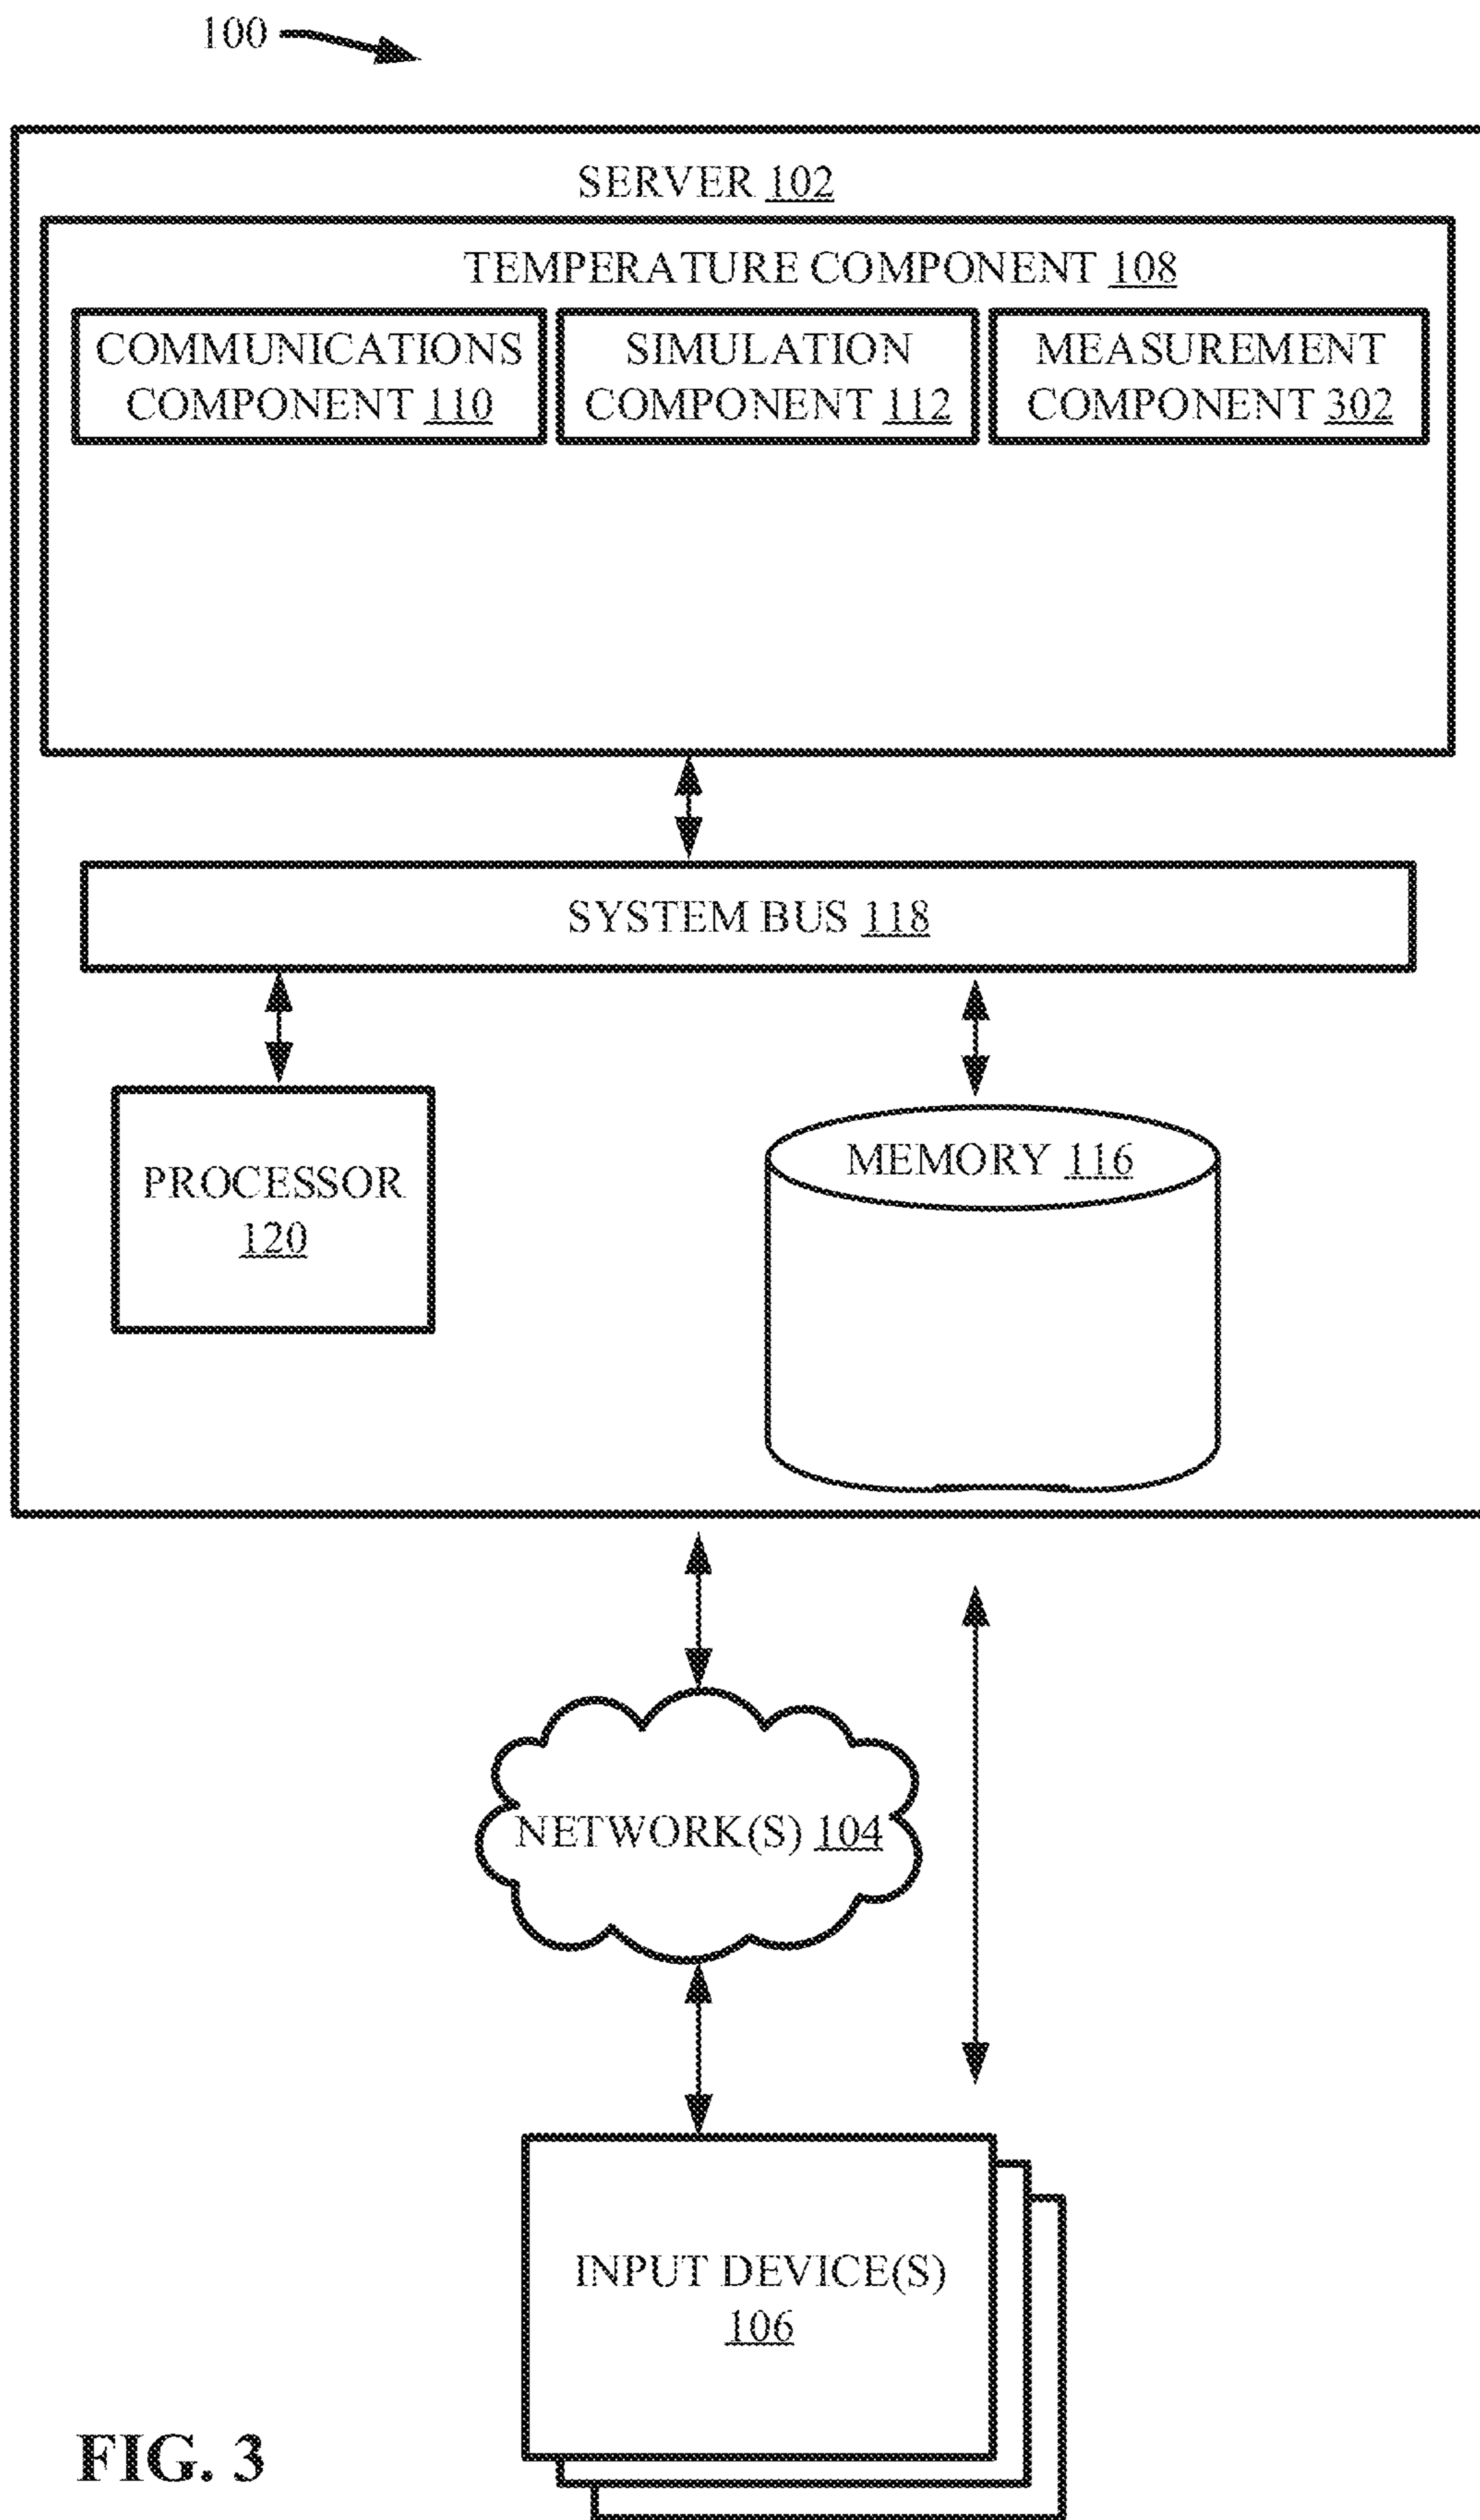 100
SERVER 102
TEMPERATURE COMPONENT 108
COMMUNICATIONS
COMPONENT 110
SIMULATION
COMPONENT 112
MEASUREMENT
COMPONENT 302
SYSTEM BUS 118
PROCESSOR
120
MEMORY 116
NETWORK(S) 104
INPUT DEVICE(S)
106
FIG. 3